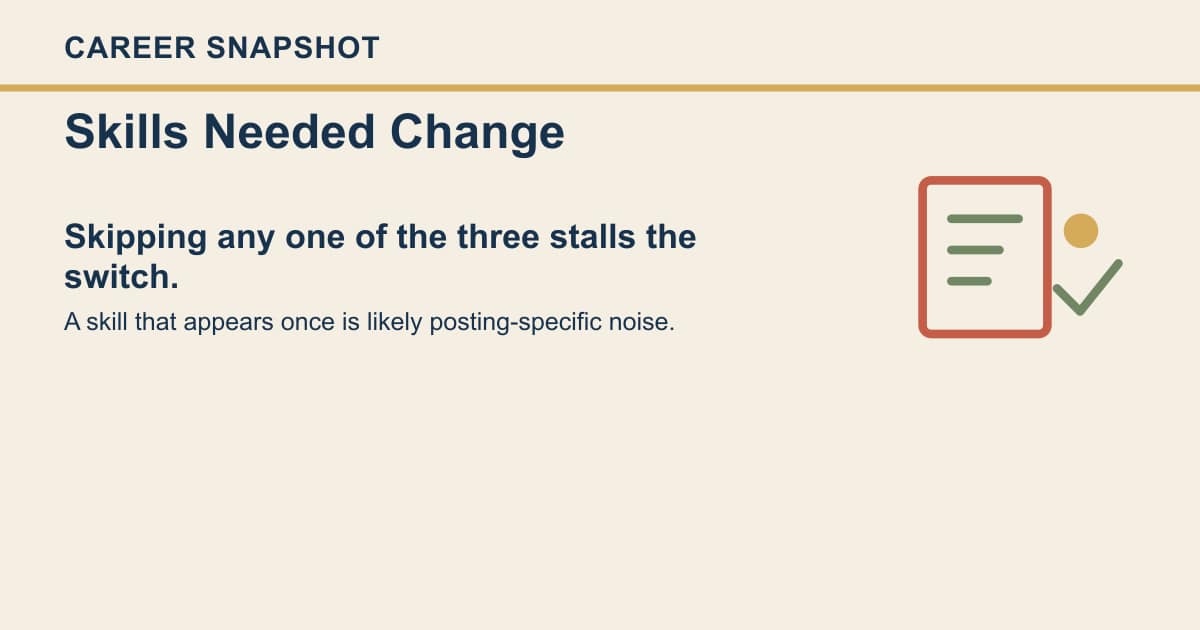 CAREER SNAPSHOT
Skills Needed Change
Skipping any one of the three stalls the
switch.
A skill that appears once is likely posting-specific noise.